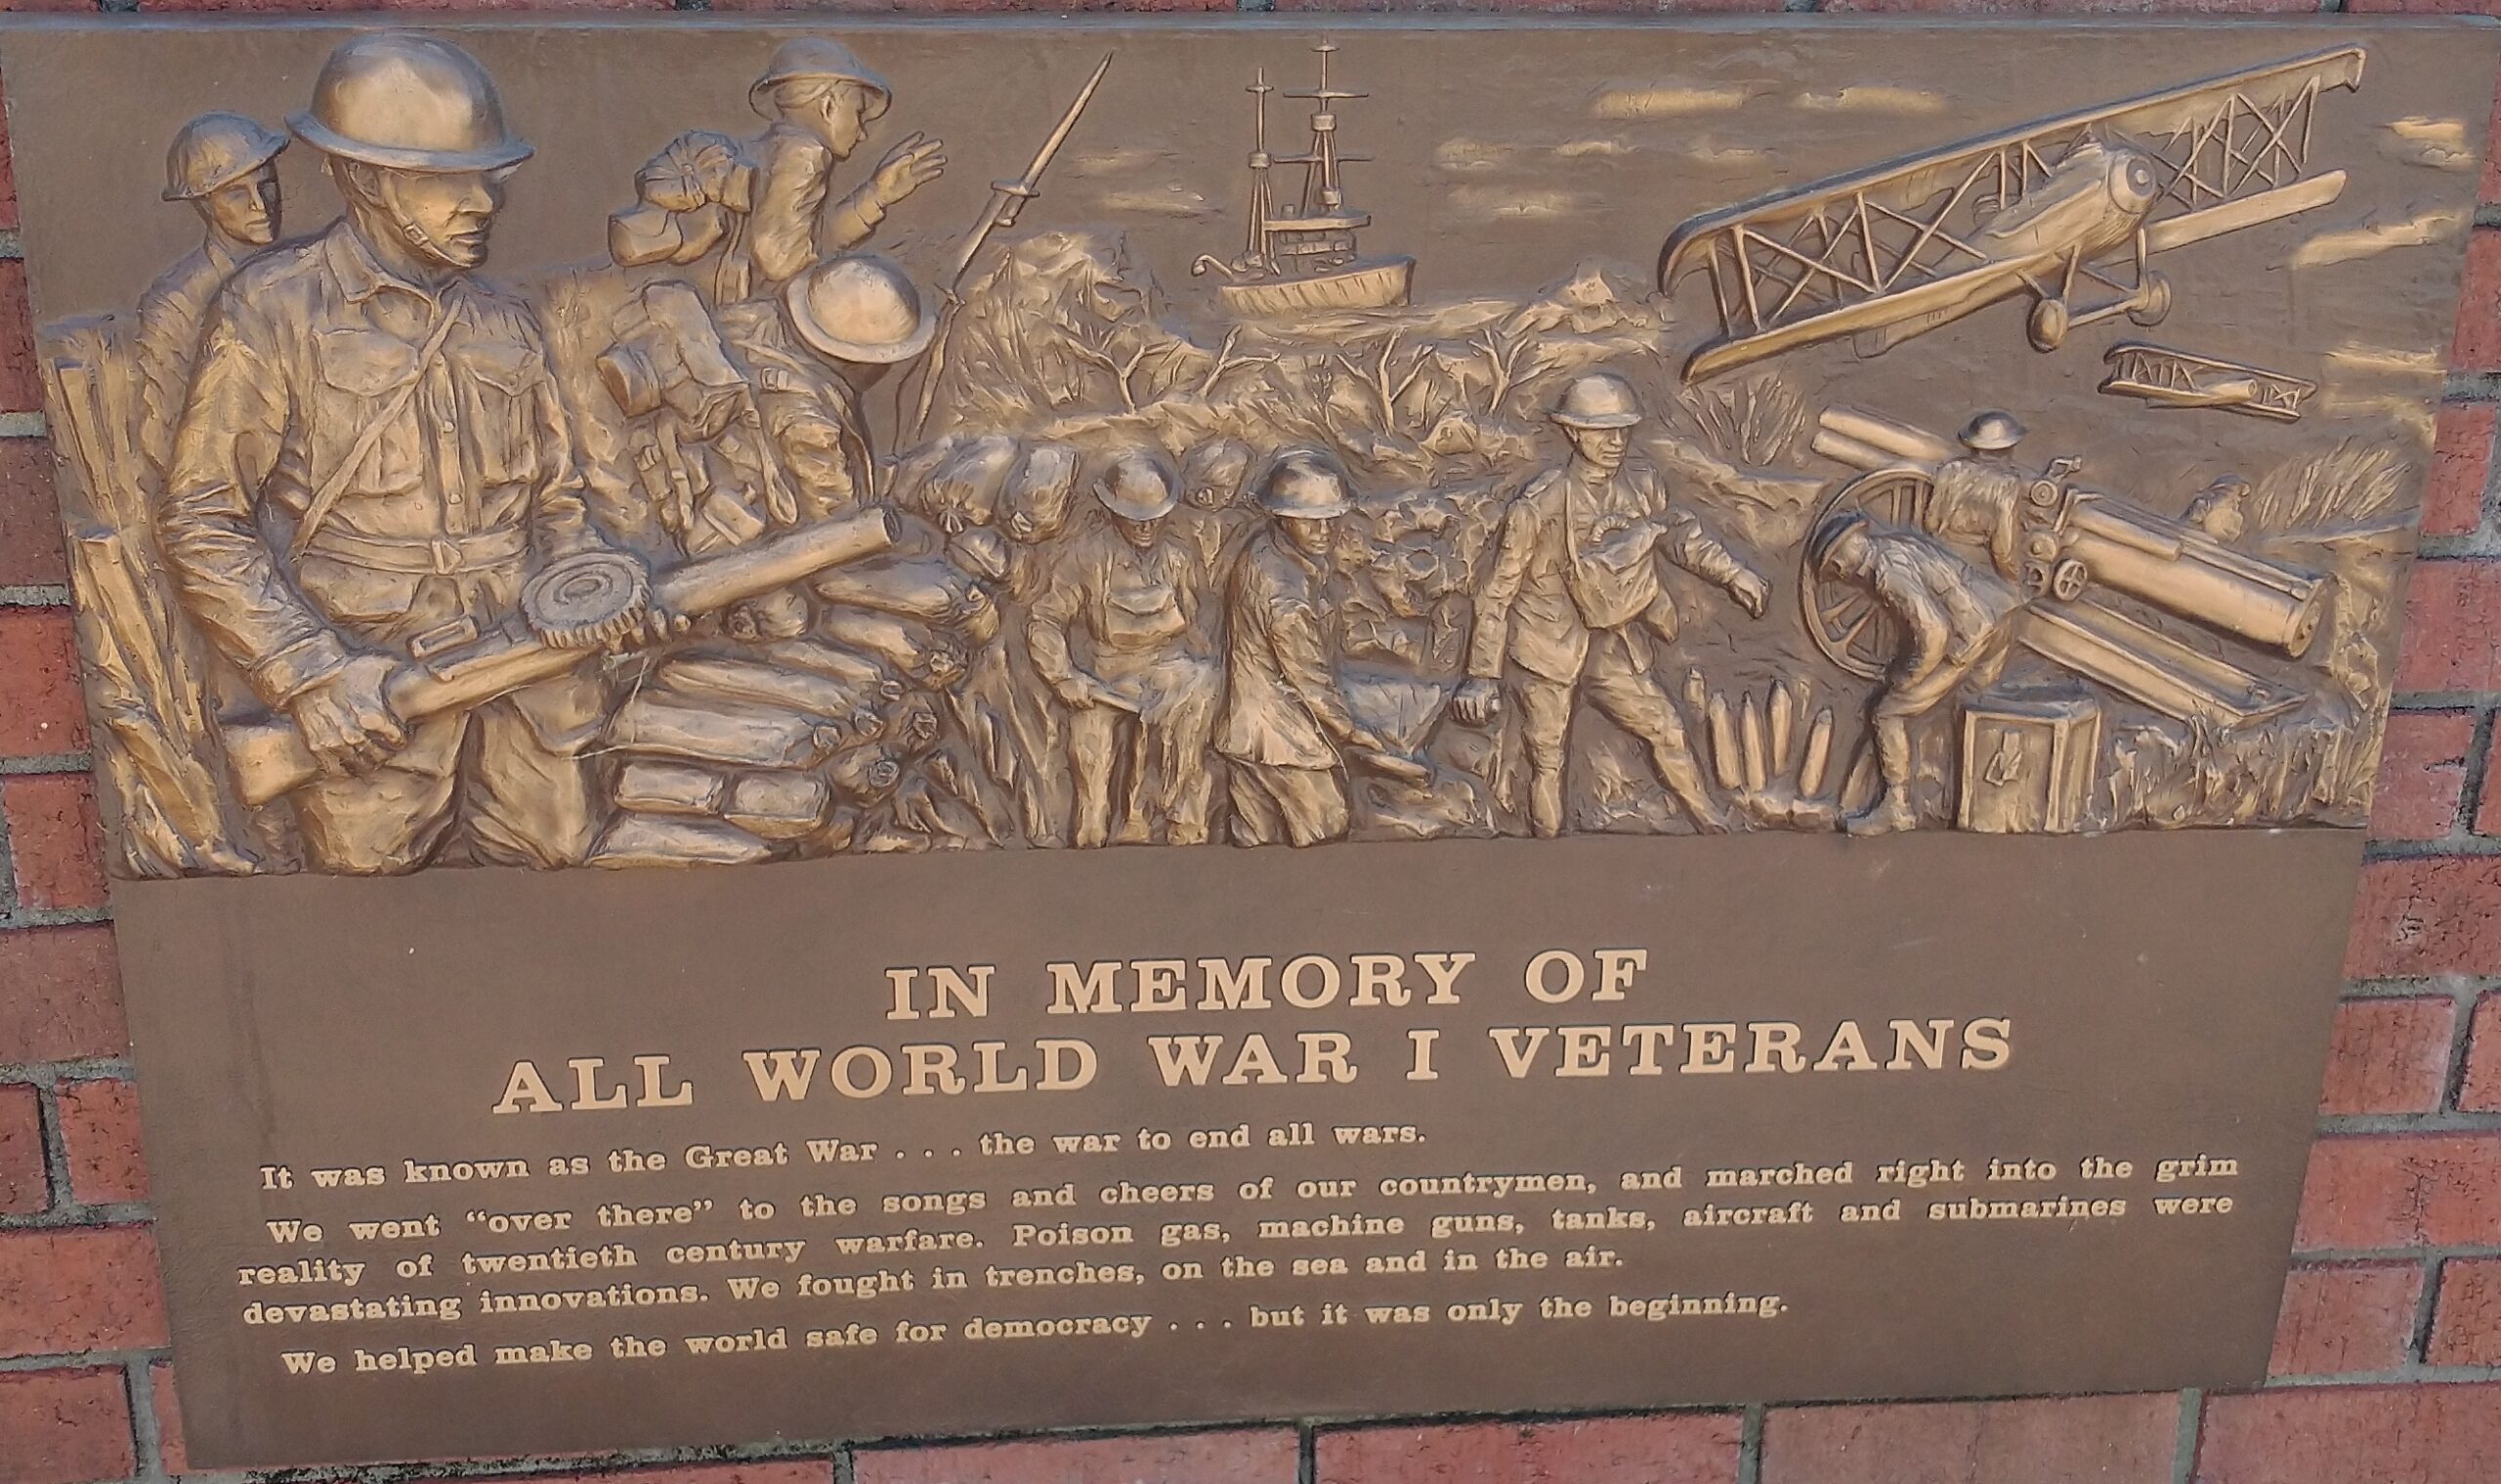 IN MEMORY OF
ALL WORLD WAR I VETERANS
It was known as the Great War . . . the war to end all wars.
We went “over there” to the songs and cheers of our countrymen, and marched right into the grim
reality of twentieth century warfare. Poison gas, machine guns, tanks, aircraft and submarines were
devastating innovations. We fought in trenches, on the sea and in the air.
We helped make the world safe for democracy . . . but it was only the beginning.